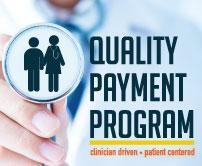 QUALITY
PAYMENT
PROGRAM
clinician driven • patient centered